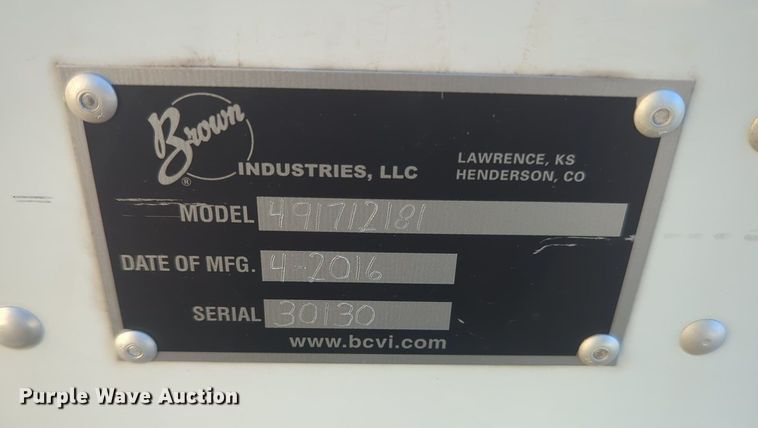 Brown
®
INDUSTRIES, LLC
LAWRENCE, KS
HENDERSON, CO
MODEL 491712181
DATE OF MFG. 4-2016
SERIAL 30130
www.bcvi.com
Purple Wave Auction